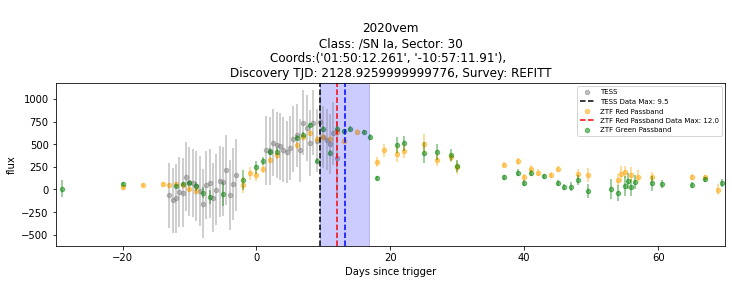 2020vem
Class: /SN Ia, Sector: 30
Coords:('01:50:12.261', '-10:57:11.91'),
Discovery TJD: 2128.9259999999776, Survey: REFITT
TESS
TESS Data Max: 9.5
ZTF Red Passband
ZTF Red Passband Data Max: 12.0
ZTF Green Passband
flux
1000
750
500
250
0
−250
−500
−20
0
20
40
60
Days since trigger